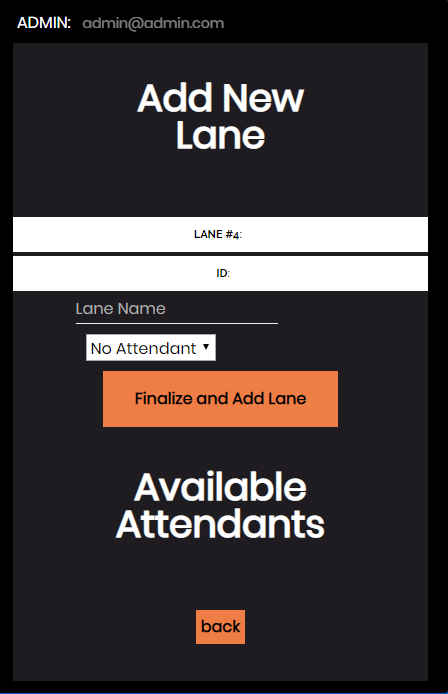 ADMIN: admin@admin.com
Add New
Lane
LANE #4:
ID:
Lane Name
No Attendant
Finalize and Add Lane
Available
Attendants
back